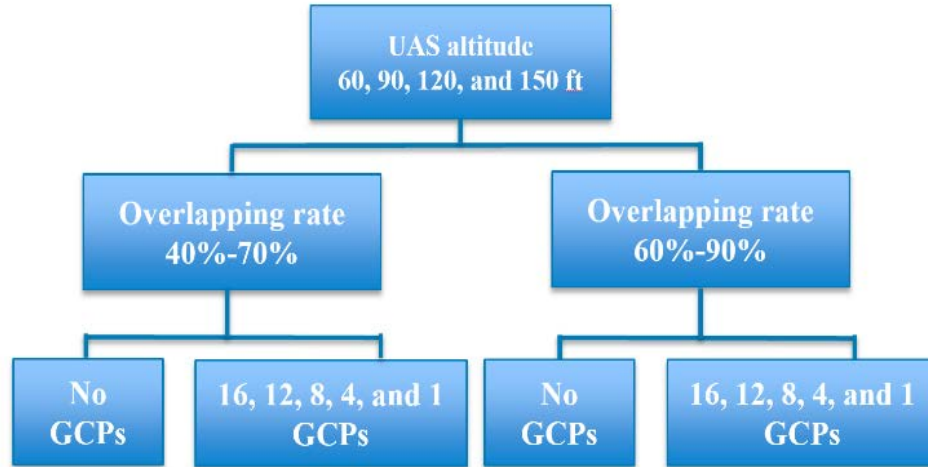 UAS altitude
60, 90, 120, and 150 ft
Overlapping rate
40%-70%
Overlapping rate
60%-90%
No
GCPs
16, 12, 8, 4, and 1
GCPs
No
GCPs
16, 12, 8, 4, and 1
GCPs